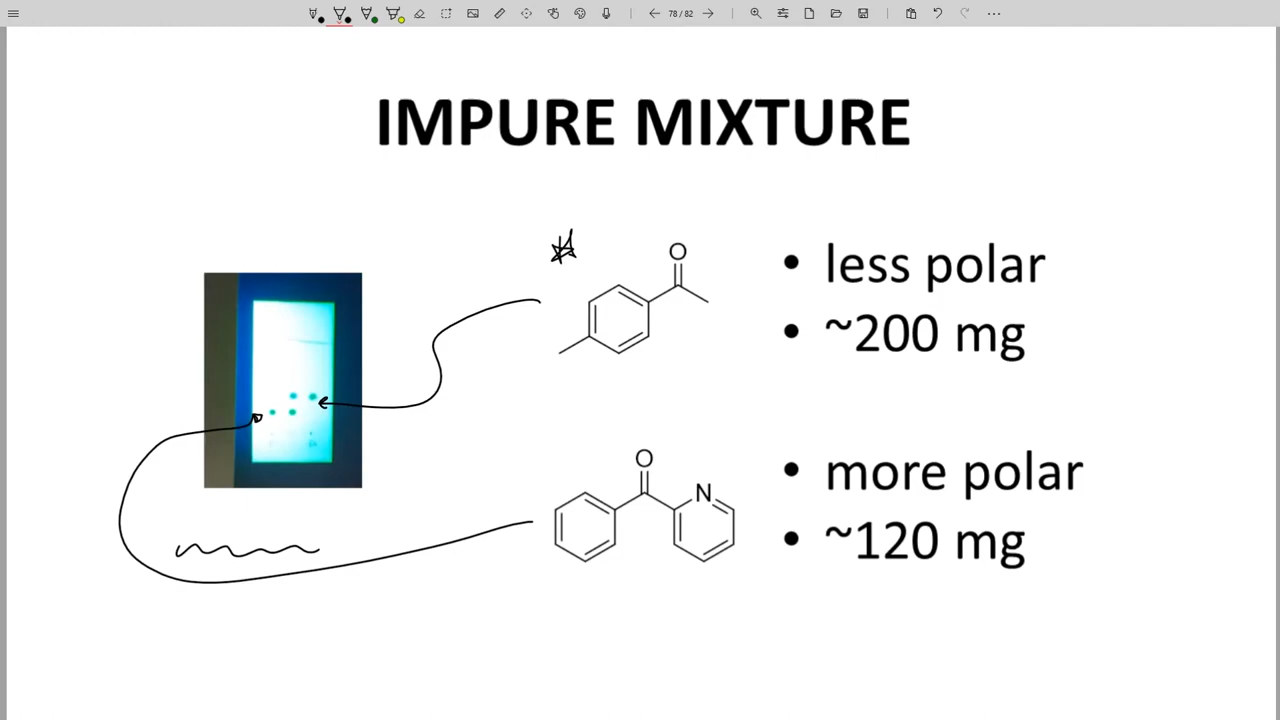 78 / 82
IMPURE MIXTURE
• less polar
• ~200 mg
O
• more polar
• ~120 mg
O
N